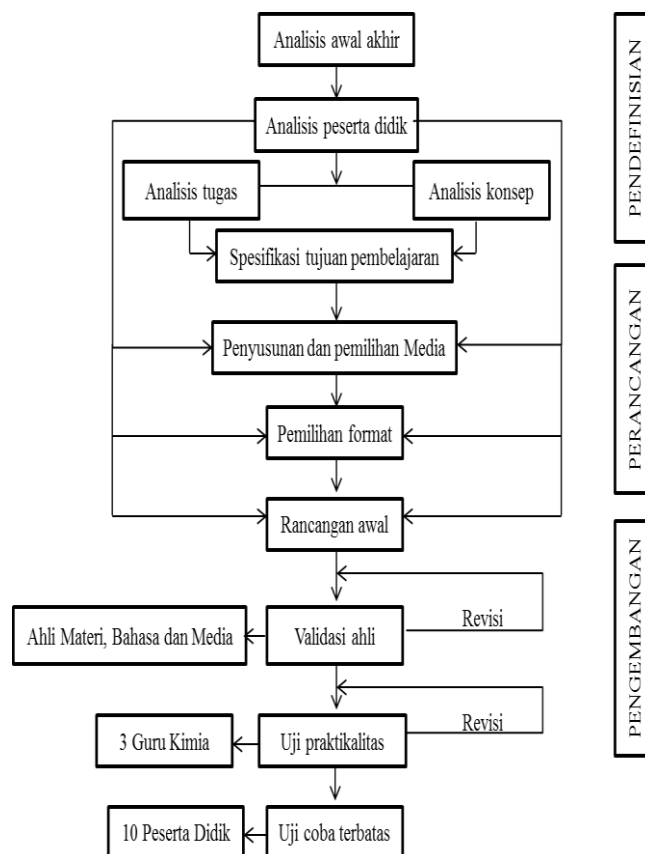 Analisis awal akhir
Analisis peserta didik
Analisis tugas
Analisis konsep
Spesifikasi tujuan pembelajaran
PENDEFINISIAN
Penyusunan dan pemilihan Media
Pemilihan format
Rancangan awal
PERANCANGAN
Ahli Materi, Bahasa dan Media
Validasi ahli
Revisi
3 Guru Kimia
Uji praktikalitas
Revisi
10 Peserta Didik
Uji coba terbatas
PENGEMBANGAN